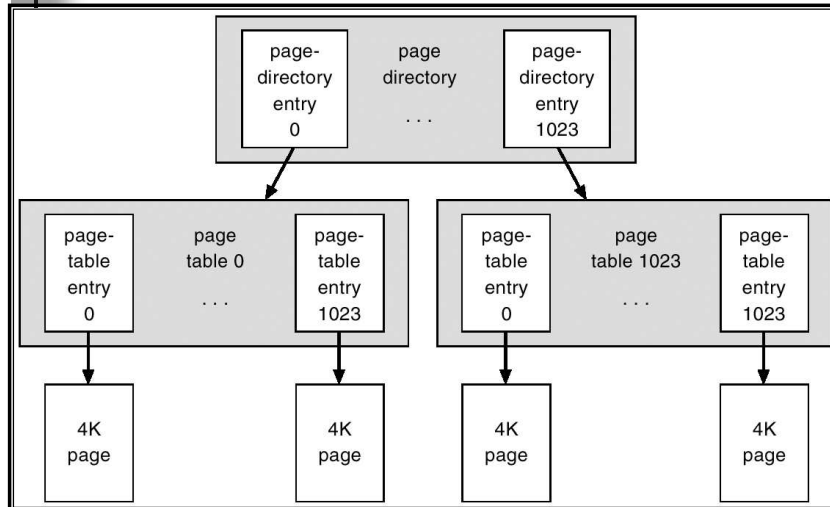 page-
directory
entry
0
page
directory
. . .
page-
directory
entry
1023
page-
table
entry
0
page
table 0
. . .
page-
table
entry
1023
page-
table
entry
0
page
table 1023
. . .
page-
table
entry
1023
4K
page
4K
page
4K
page
4K
page